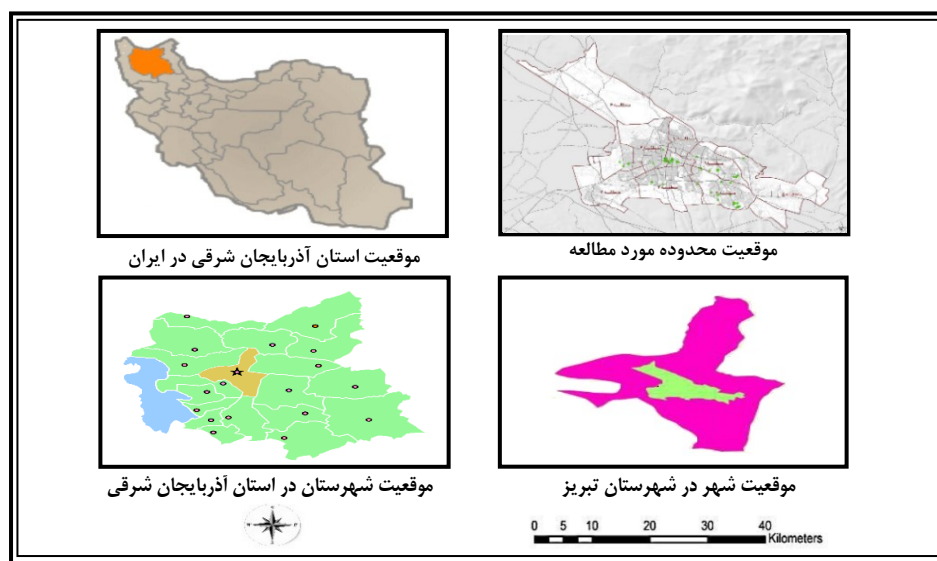 موقعیت استان آذربایجان شرقی در ایران
موقعیت محدوده مورد مطالعه
موقعیت شهرستان در استان آذربایجان شرقی
موقعیت شهر در شهرستان تبریز
0 5 10 20 30 40
Kilometers